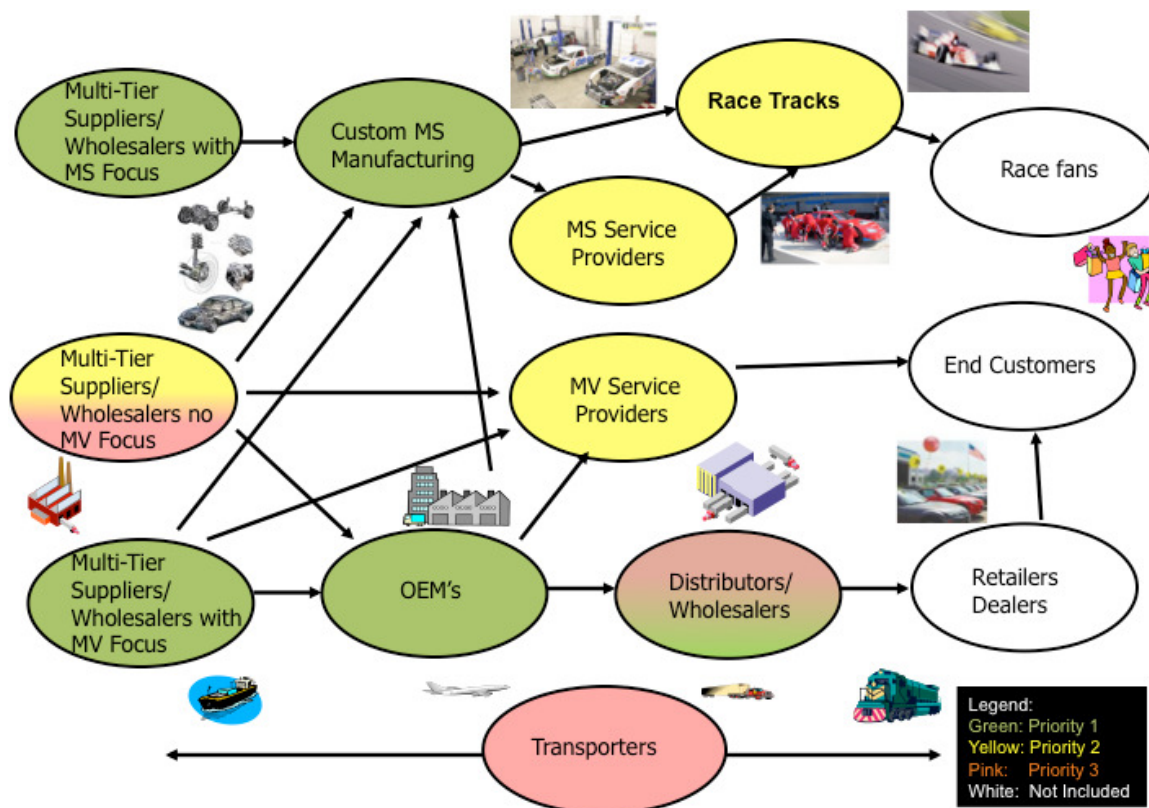 Multi-Tier
Suppliers/
Wholesalers with
MS Focus
Custom MS
Manufacturing
Race Tracks
Race fans
MS Service
Providers
Multi-Tier
Suppliers/
Wholesalers no
MV Focus
MV Service
Providers
End Customers
Multi-Tier
Suppliers/
Wholesalers with
MV Focus
OEM's
Distributors/
Wholesalers
Retailers
Dealers
Transporters
Legend:
Green: Priority 1
Yellow: Priority 2
Pink: Priority 3
White: Not Included